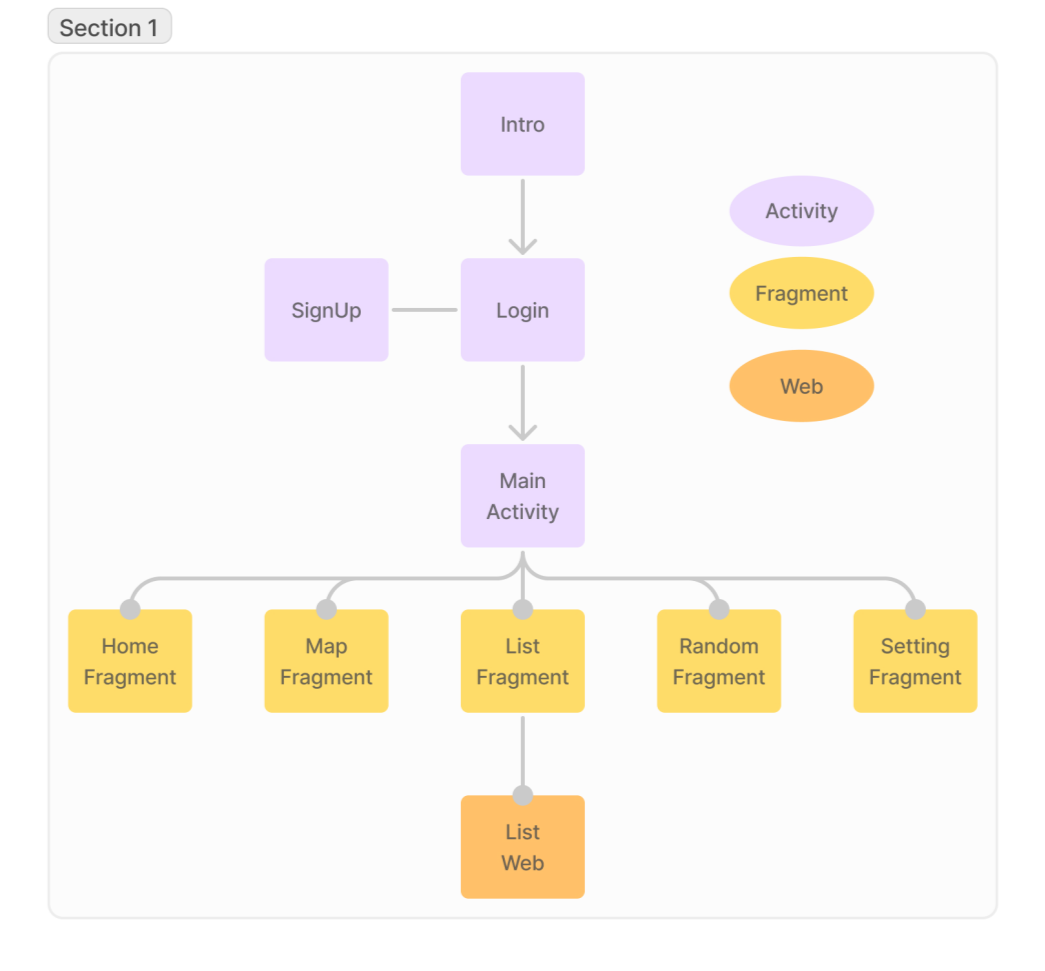 Section 1
Intro
Activity
Fragment
SignUp
Login
Web
Main
Activity
Home
Fragment
Map
Fragment
List
Fragment
Random
Fragment
Setting
Fragment
List
Web